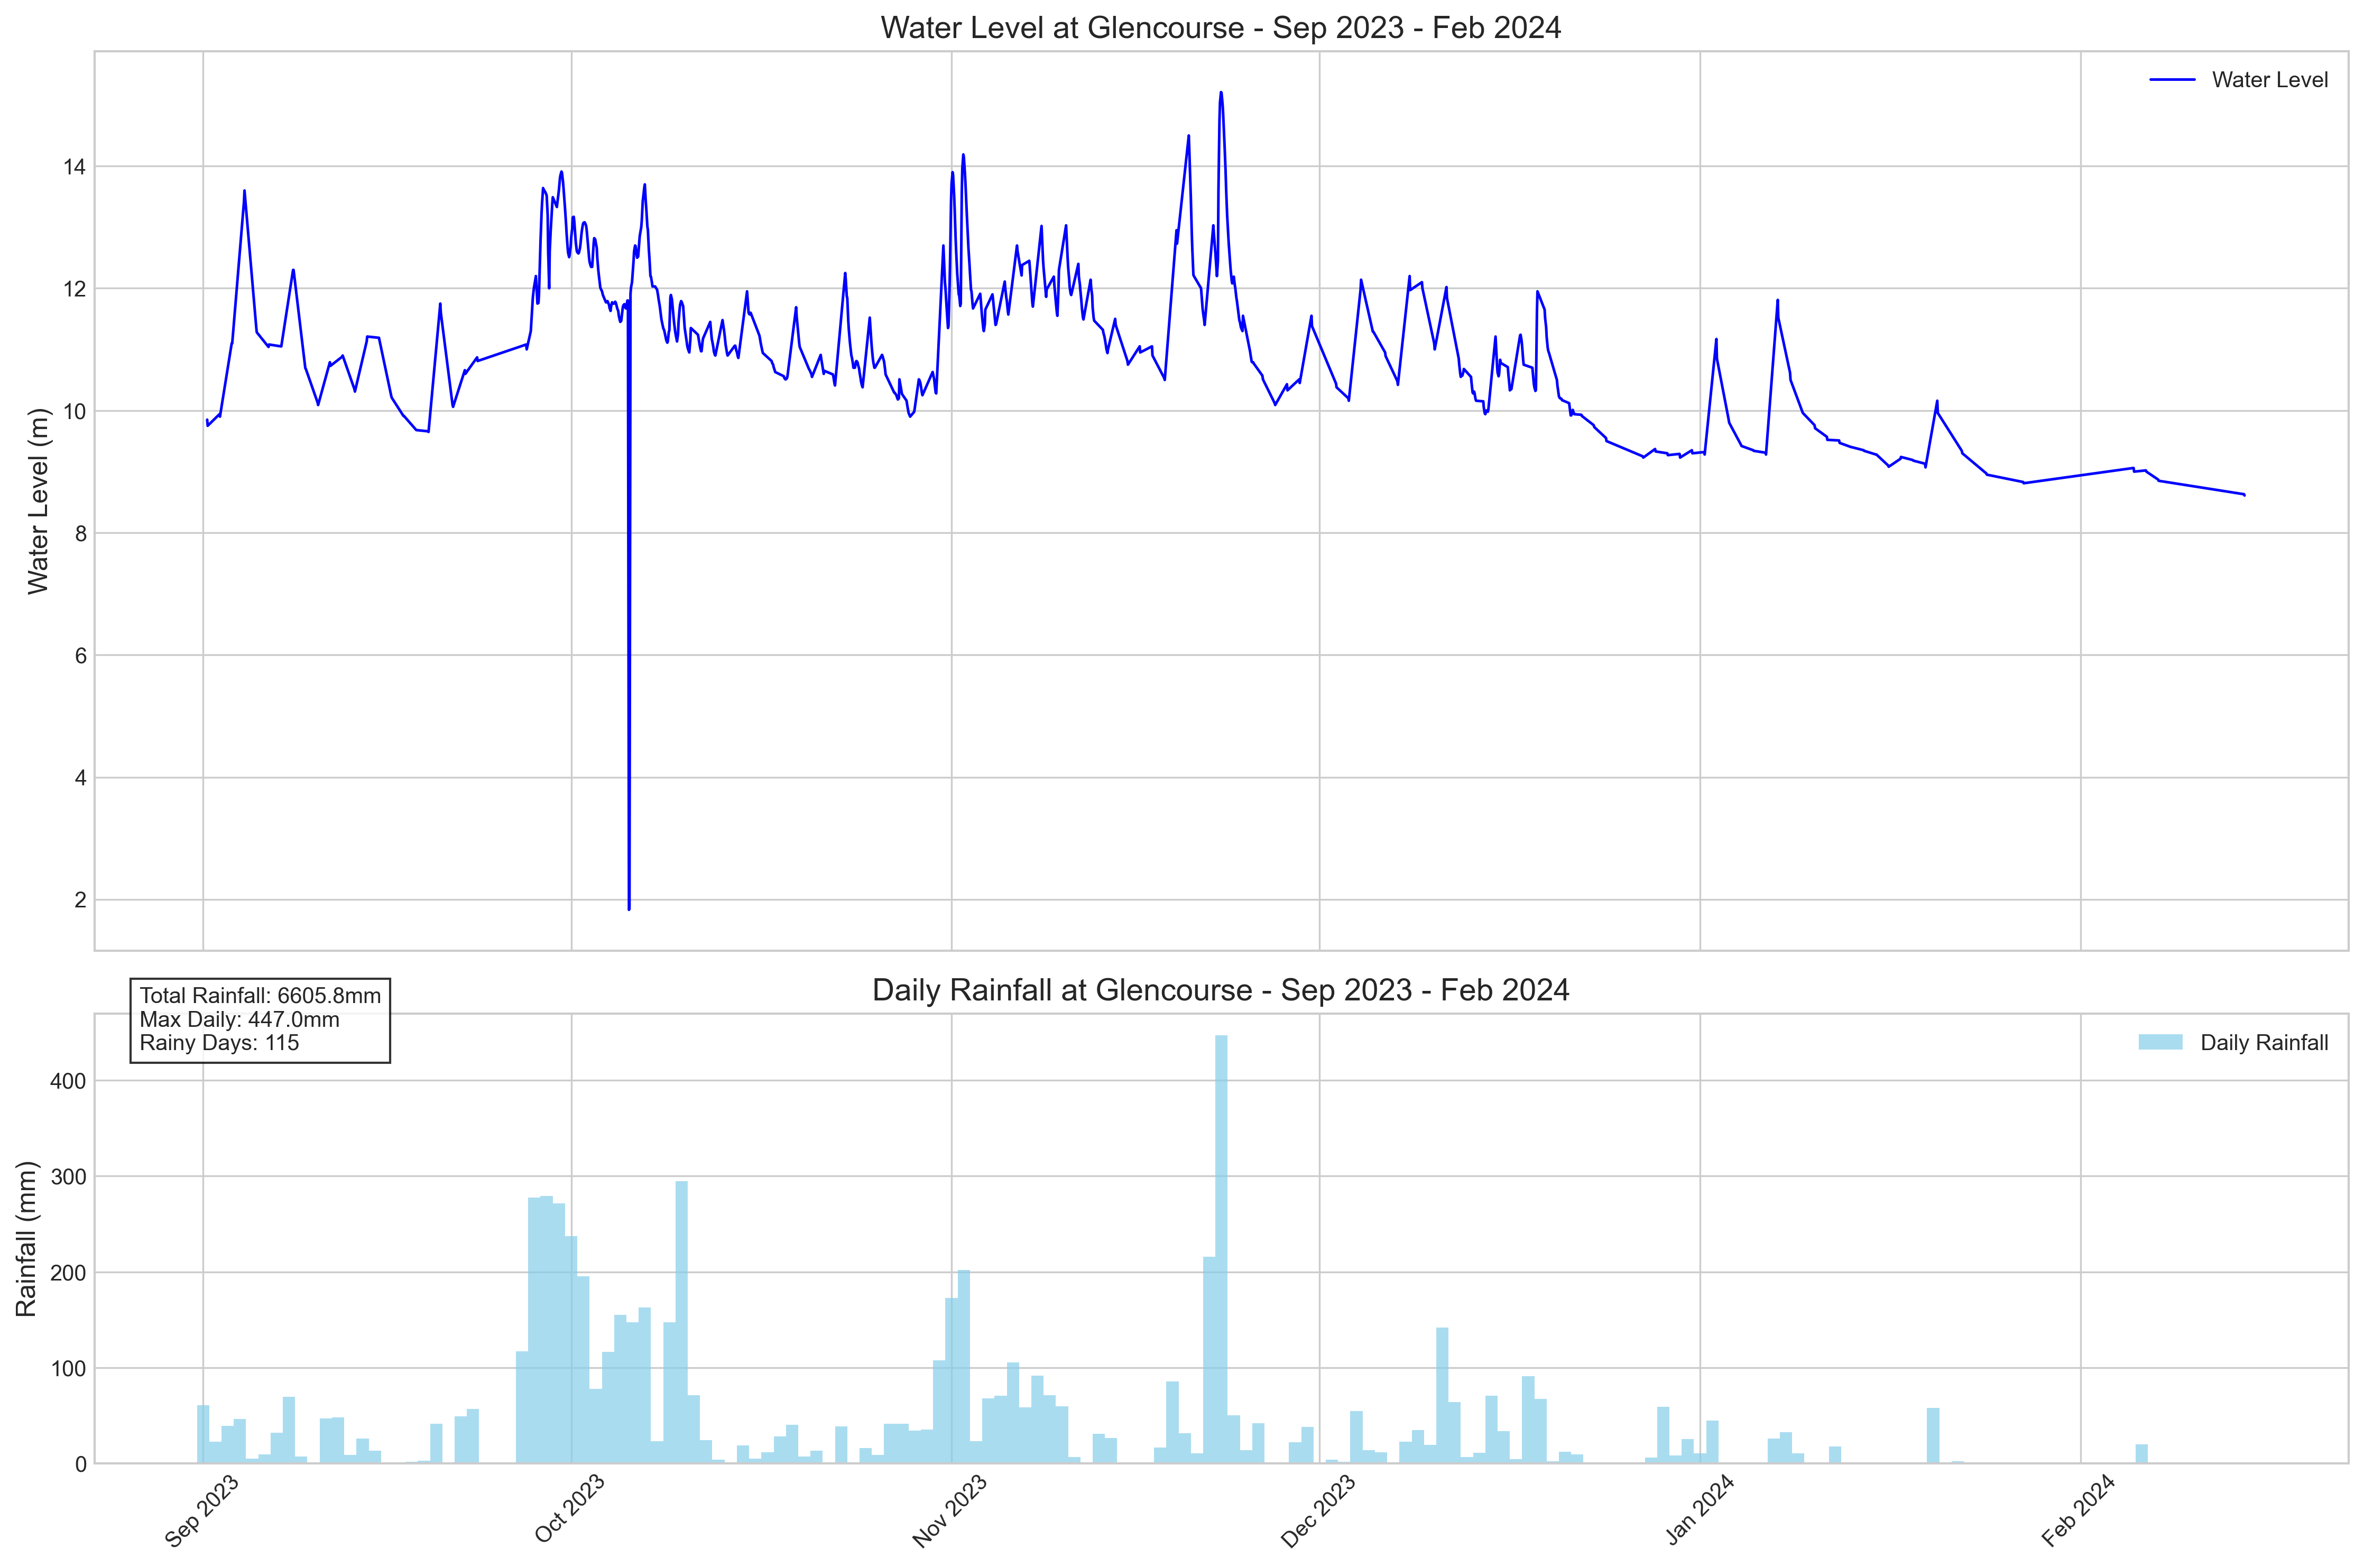 Water Level at Glencourse - Sep 2023 - Feb 2024
Water Level
14
12
10
8
6
4
2
Water Level (m)
Total Rainfall: 6605.8mm
Max Daily: 447.0mm
Rainy Days: 115
Daily Rainfall at Glencourse - Sep 2023 - Feb 2024
Daily Rainfall
400
300
200
100
0
Rainfall (mm)
Sep 2023
Oct 2023
Nov 2023
Dec 2023
Jan 2024
Feb 2024